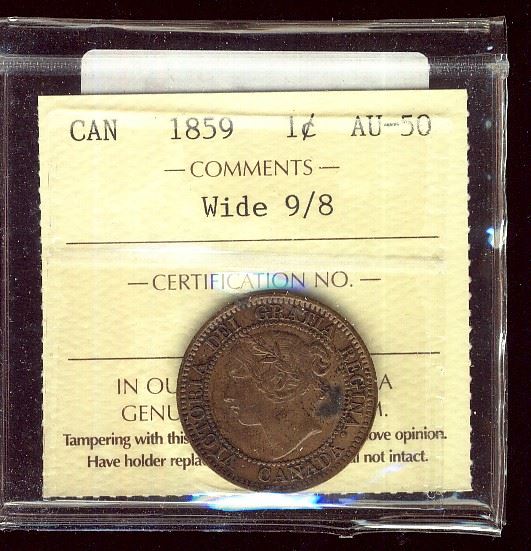 CAN 1859 1¢ AU-50
— COMMENTS —
Wide 9/8
— CERTIFICATION NO. —
VICTORIA DEI GRATIA REGINA.
CANADA
IN OU A
GENU M.
Tampering with this ove opinion.
Have holder repla not intact.